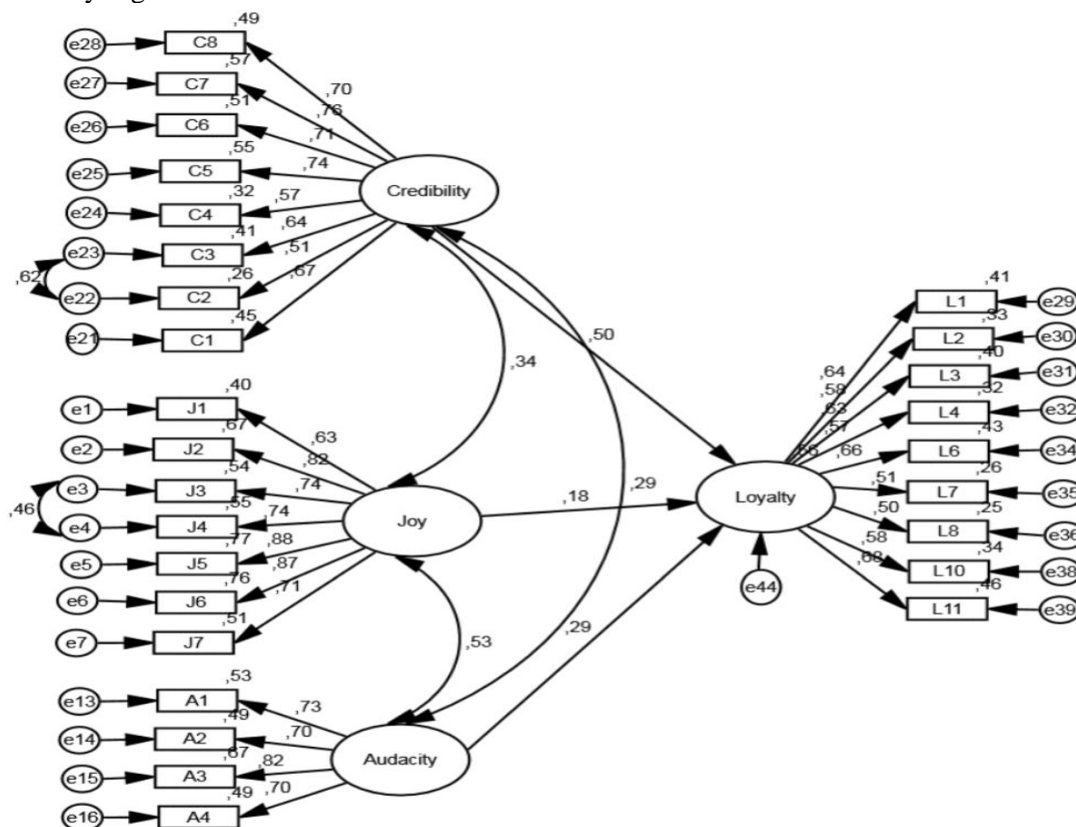 ,49
e28 C8
,57
e27 C7 ,70
,51 ,76
e26 C6 ,71
,55
e25 C5 ,74
Credibility
,32 ,57
e24 C4 ,64
,41 ,51
e23 C3
,62 ,26 ,67
e22 C2
,45
e21 C1
,50
,34
,40
e1 J1
,67 ,63
e2 J2 ,82
,54
e3 J3 ,74
,46 ,55 ,74
e4 J4
Joy
,77 ,88
e5 J5 ,87
,76 ,71
e6 J6
,51
e7 J7
,18 ,29
,53 ,29
,53
e13 A1 ,73
,49
e14 A2 ,70
,67 ,82
e15 A3
Audacity
,49 ,70
e16 A4
,41
L1 e29
,33
L2 e30
,64 ,40
,58 L3 e31
,63 ,32
,57 L4 e32
,43
,66 L6 e34
Loyalty
,51 ,26
L7 e35
,50 ,25
L8 e36
,58 ,34
,68 L10 e38
,46
L11 e39
e44